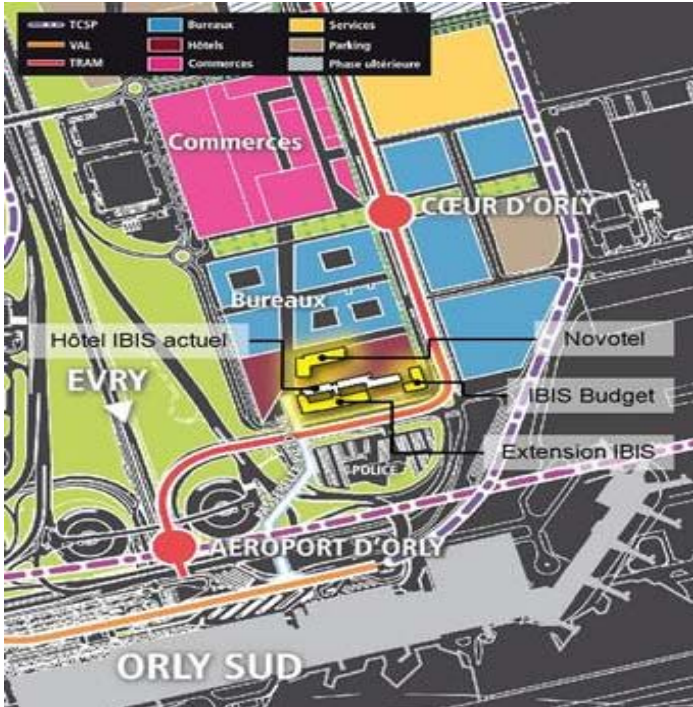 TCSP
VAL
TRAM
Bureaux
Hôtels
Commerces
Services
Parking
Phase ultérieure
Commerces
CŒUR D'ORLY
Bureaux
Hôtel IBIS actuel
Novotel
EVRY
IBIS Budget
Extension IBIS
POLICE
AÉROPORT D'ORLY
ORLY SUD